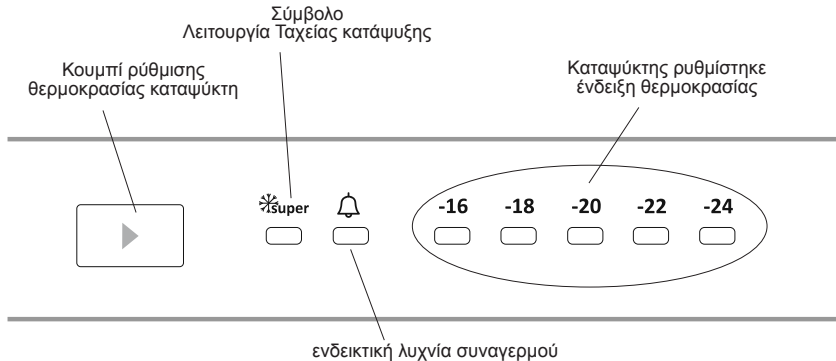 Σύμβολο
Λειτουργία Ταχείας κατάψυξης
Κουμπί ρύθμισης
θερμοκρασίας καταψύκτη
Καταψύκτης ρυθμίστηκε
ένδειξη θερμοκρασίας
super
-16 -18 -20 -22 -24
ενδεικτική λυχνία συναγερμού